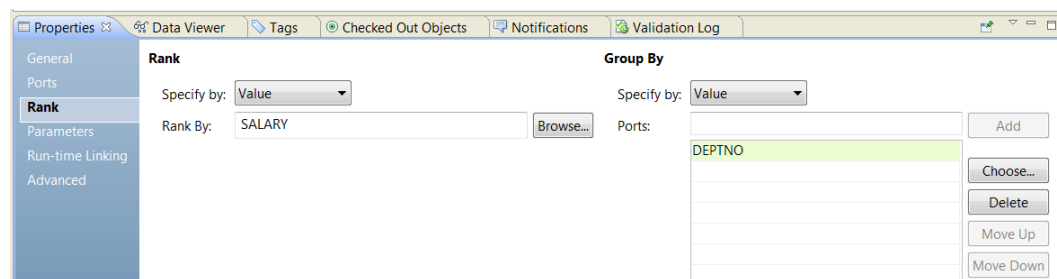 Properties Data Viewer Tags Checked Out Objects Notifications Validation Log
General
Ports
Rank
Parameters
Run-time Linking
Advanced
Rank
Specify by: Value
Rank By: SALARY Browse...
Group By
Specify by: Value
Ports: Add
DEPTNO
Choose...
Delete
Move Up
Move Down